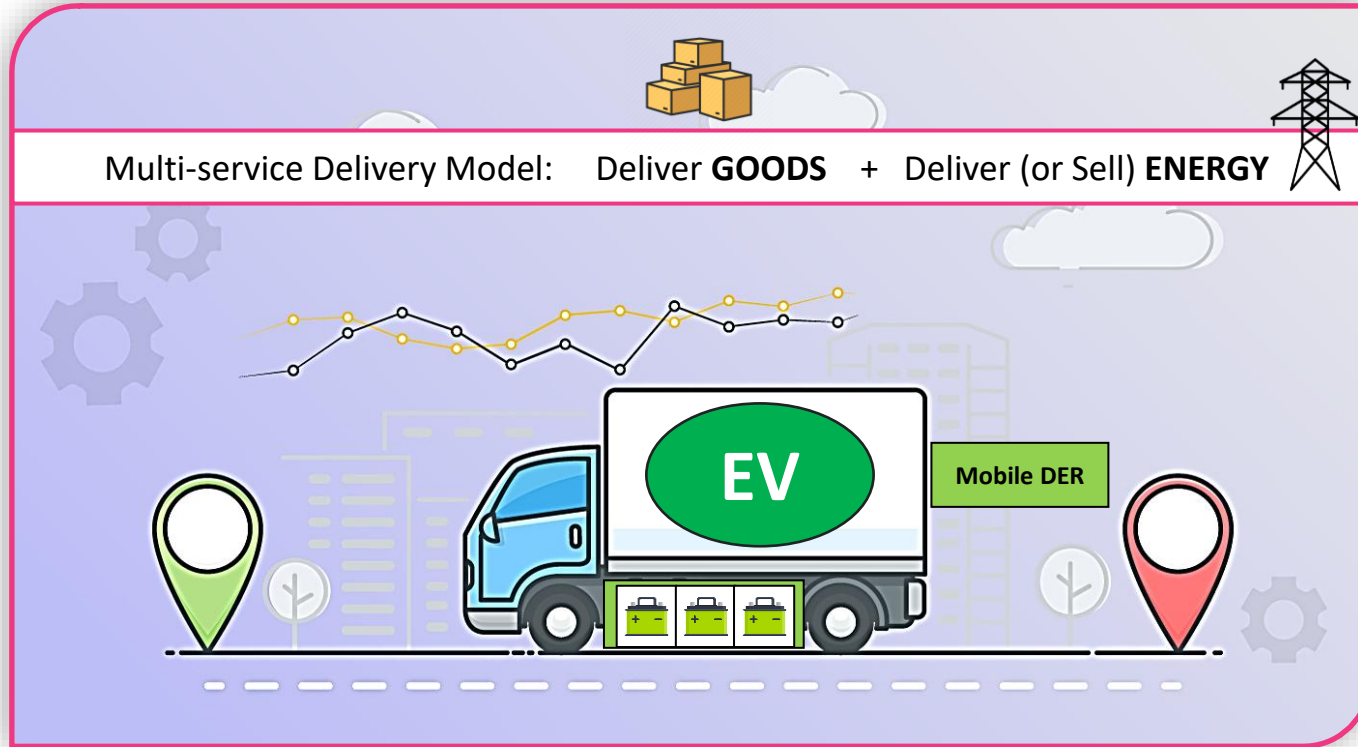 Multi-service Delivery Model: Deliver GOODS + Deliver (or Sell) ENERGY
EV
Mobile DER
+ - + - + -